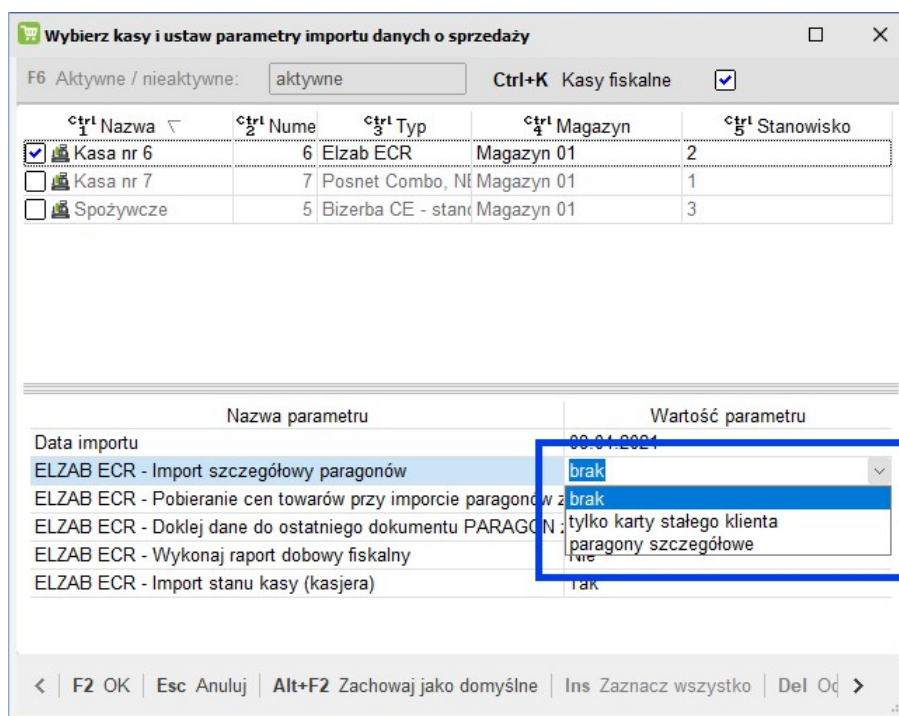 Wybierz kasy i ustaw parametry importu danych o sprzedaży
F6 Aktywne / nieaktywne: aktywne Ctrl+K Kasy fiskalne
Ctrl 1 Nazwa Ctrl 2 Nume Ctrl 3 Typ Ctrl 4 Magazyn Ctrl 5 Stanowisko
Kasa nr 6 6 Elzab ECR Magazyn 01 2
Kasa nr 7 7 Posnet Combo, NE Magazyn 01 1
Spożywcze 5 Bizerba CE - stand Magazyn 01 3
Nazwa parametru Wartość parametru
Data importu 03.04.2021
ELZAB ECR - Import szczegółowy paragonów brak
ELZAB ECR - Pobieranie cen towarów przy imporcie paragonów z brak
tylko karty stałego klienta
ELZAB ECR - Doklej dane do ostatniego dokumentu PARAGON z
paragony szczegółowe
ELZAB ECR - Wykonaj raport dobowy fiskalny Nie
ELZAB ECR - Import stanu kasy (kasjera) Tak
F2 OK Esc Anuluj Alt+F2 Zachowaj jako domyślne Ins Zaznacz wszystko Del Od